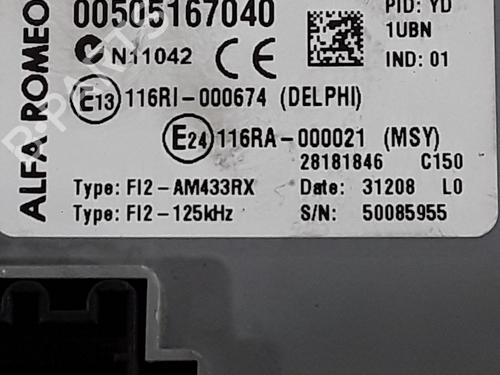 ALFA ROMEO
00505167040
PID: YD
1UBN
N11042 CE
IND: 01
E13 116RI-000674 (DELPHI)
E24 116RA-000021 (MSY)
28181846 C150
Type: FI2-AM433RX Date: 31208 L0
Type: FI2-125kHz S/N: 50085955